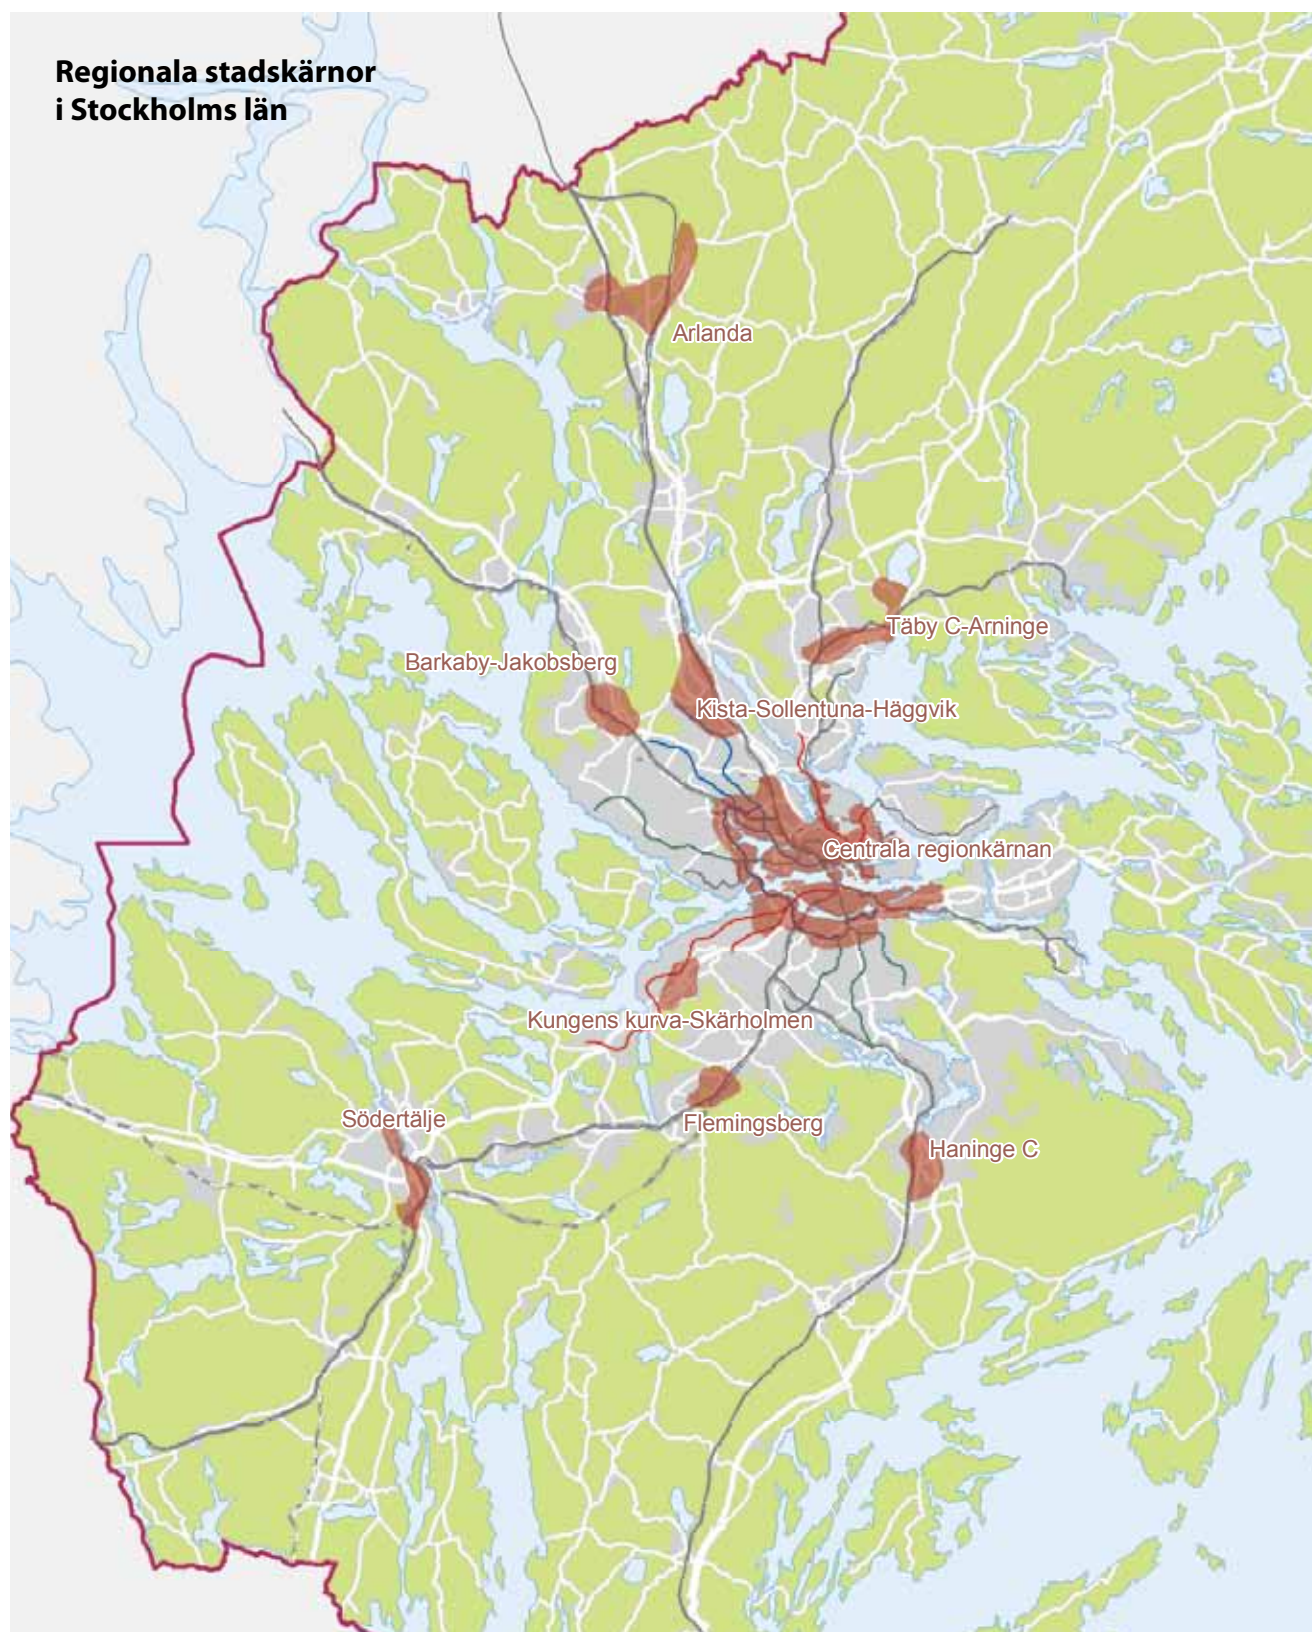 Regionala stadskärnor
i Stockholms län
Arlanda
Täby C-Arninge
Barkaby-Jakobsberg
Kista-Sollentuna-Häggvik
Centrala regionkärnan
Kungens kurva-Skärholmen
Södertälje
Flemingsberg
Haninge C